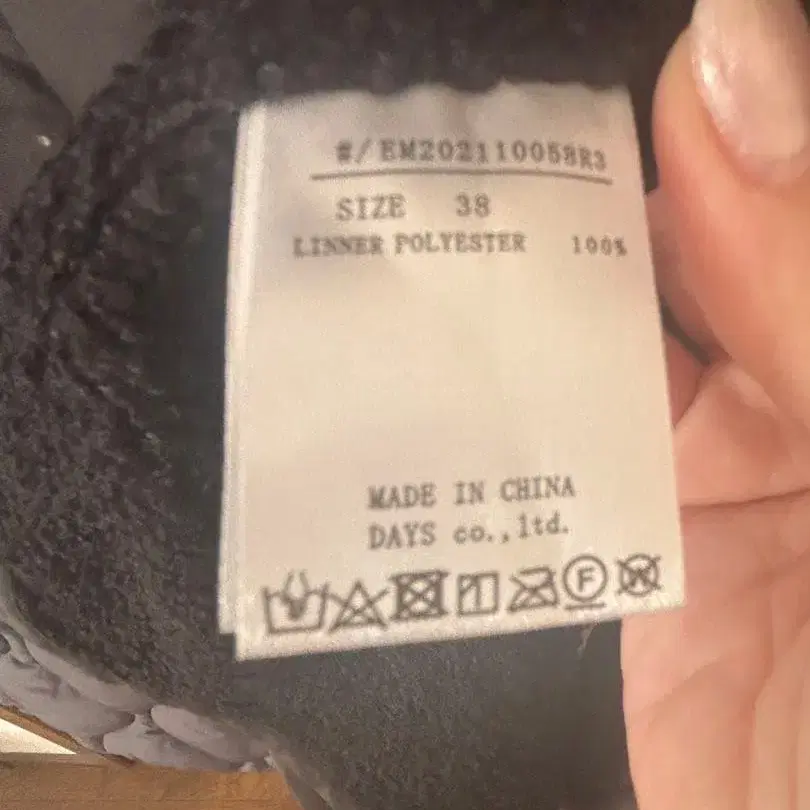 #/EM202110058R3
SIZE 38
LINNER POLYESTER 100%
MADE IN CHINA
DAYS co.,ltd.
F W